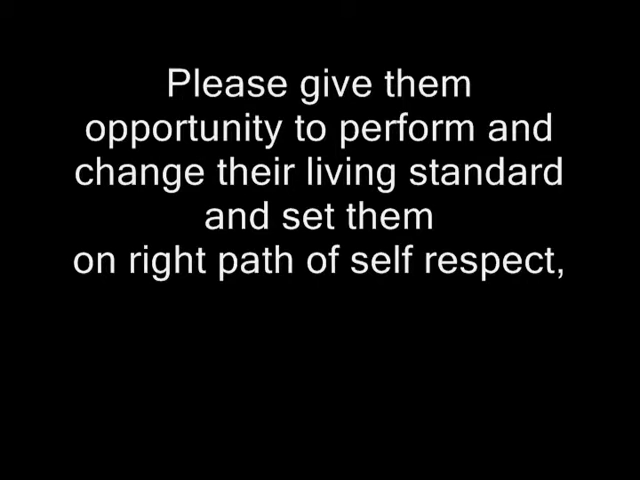 Please give them
opportunity to perform and
change their living standard
and set them
on right path of self respect,